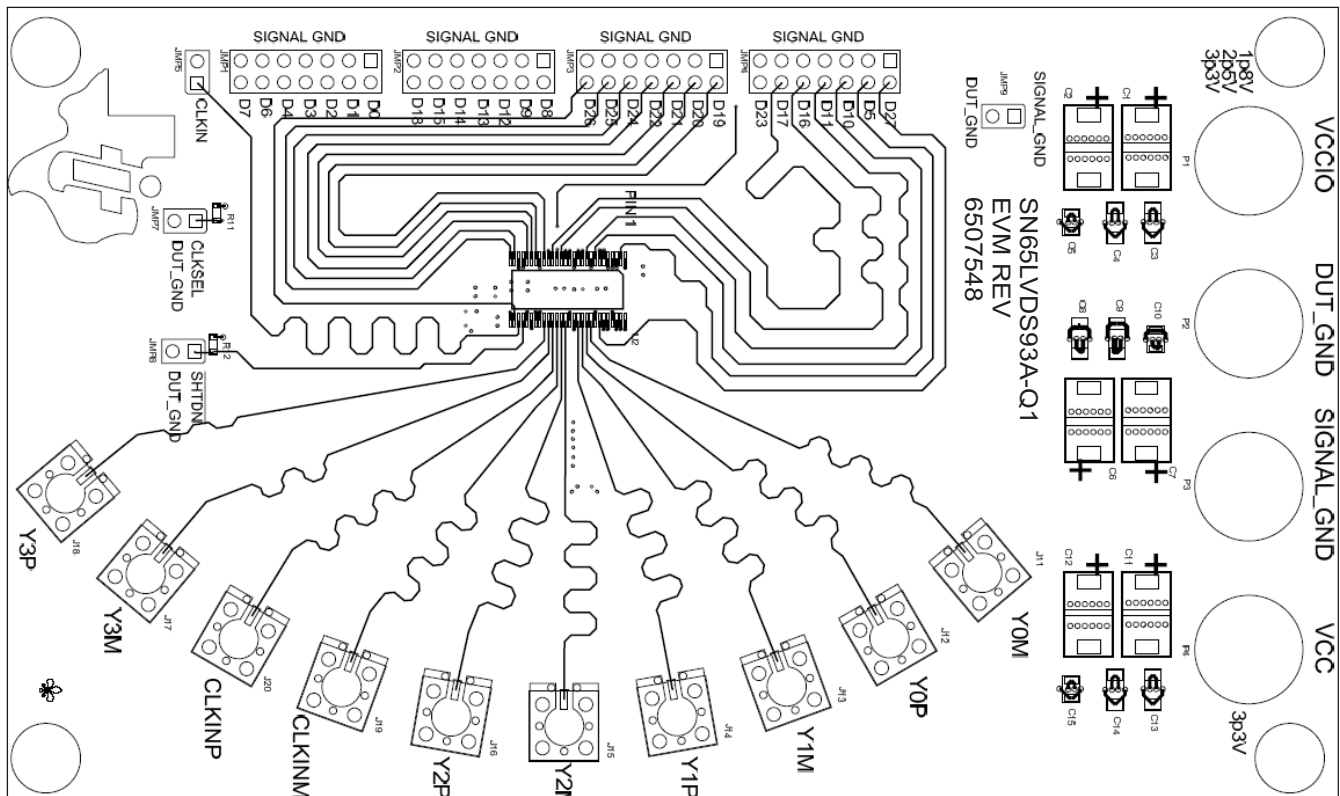 SIGNAL GND
SIGNAL GND
SIGNAL GND
SIGNAL GND
JMP5
JMP1
JMP2
JMP3
JMP6
CLKIN
D7
D6
D4
D3
D2
D1
D0
D18
D15
D14
D13
D12
D9
D8
D26
D25
D24
D22
D21
D20
D19
D23
D17
D16
D11
D10
D5
D27
JMP9
SIGNAL_GND
DUT_GND
1p8V
2p5V
3p3V
C2
C1
P1
VCCIO
C5
C4
C3
SN65LVDS93A-Q1
EVM REV
6507548
PIN1
U2
JMP7
R11
CLKSEL
DUT_GND
JMP8
R12
SHTDN
DUT_GND
C8
C9
C10
P2
DUT_GND
C6
C7
P3
SIGNAL_GND
C12
C11
P4
VCC
3p3V
C15
C14
C13
J18
Y3P
J17
Y3M
J20
CLKINP
J19
CLKINM
J16
Y2P
J15
Y2M
J14
Y1P
J13
Y1M
J12
Y0P
J11
Y0M